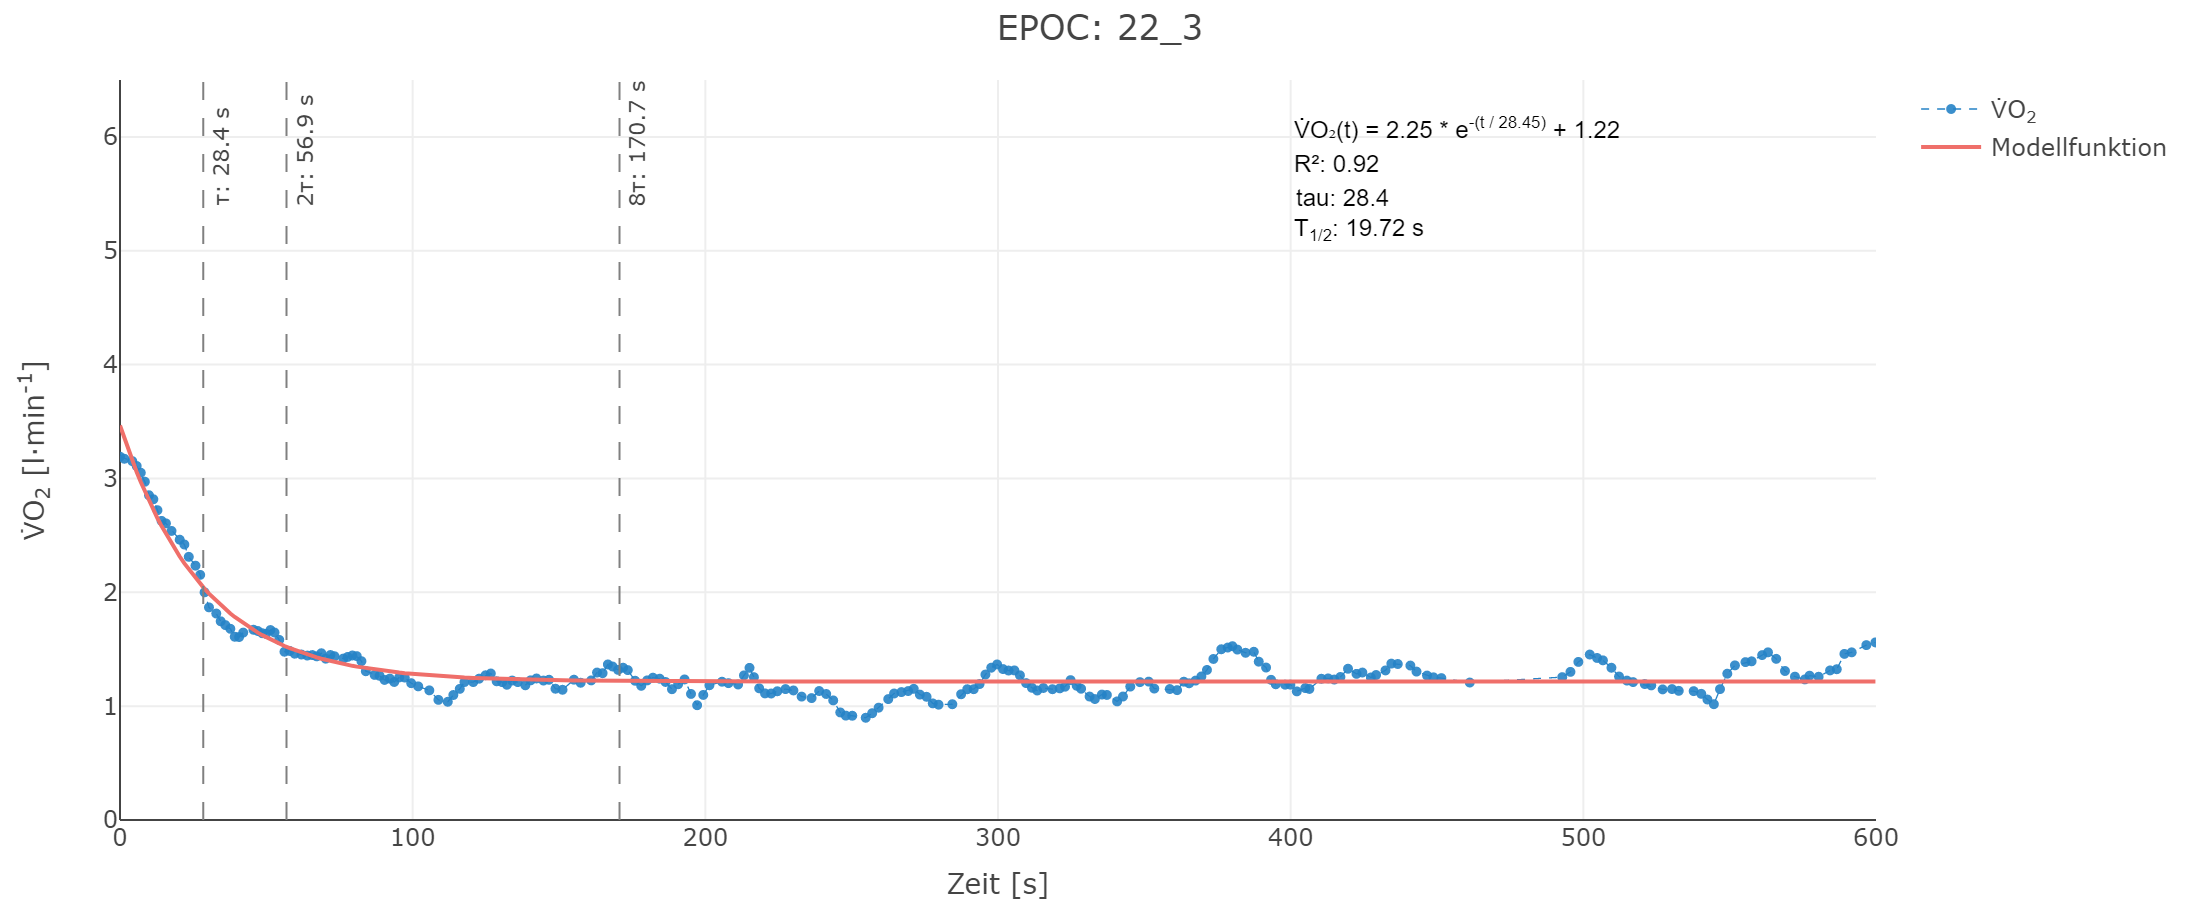 EPOC: 22_3
τ: 28.4 s
2τ: 56.9 s
8τ: 170.7 s
V̇O₂(t) = 2.25 * e^-(t / 28.45) + 1.22
R²: 0.92
tau: 28.4
T1/2: 19.72 s
V̇O₂
Modellfunktion
V̇O₂ [l·min⁻¹]
6
5
4
3
2
1
0
0 100 200 300 400 500 600
Zeit [s]